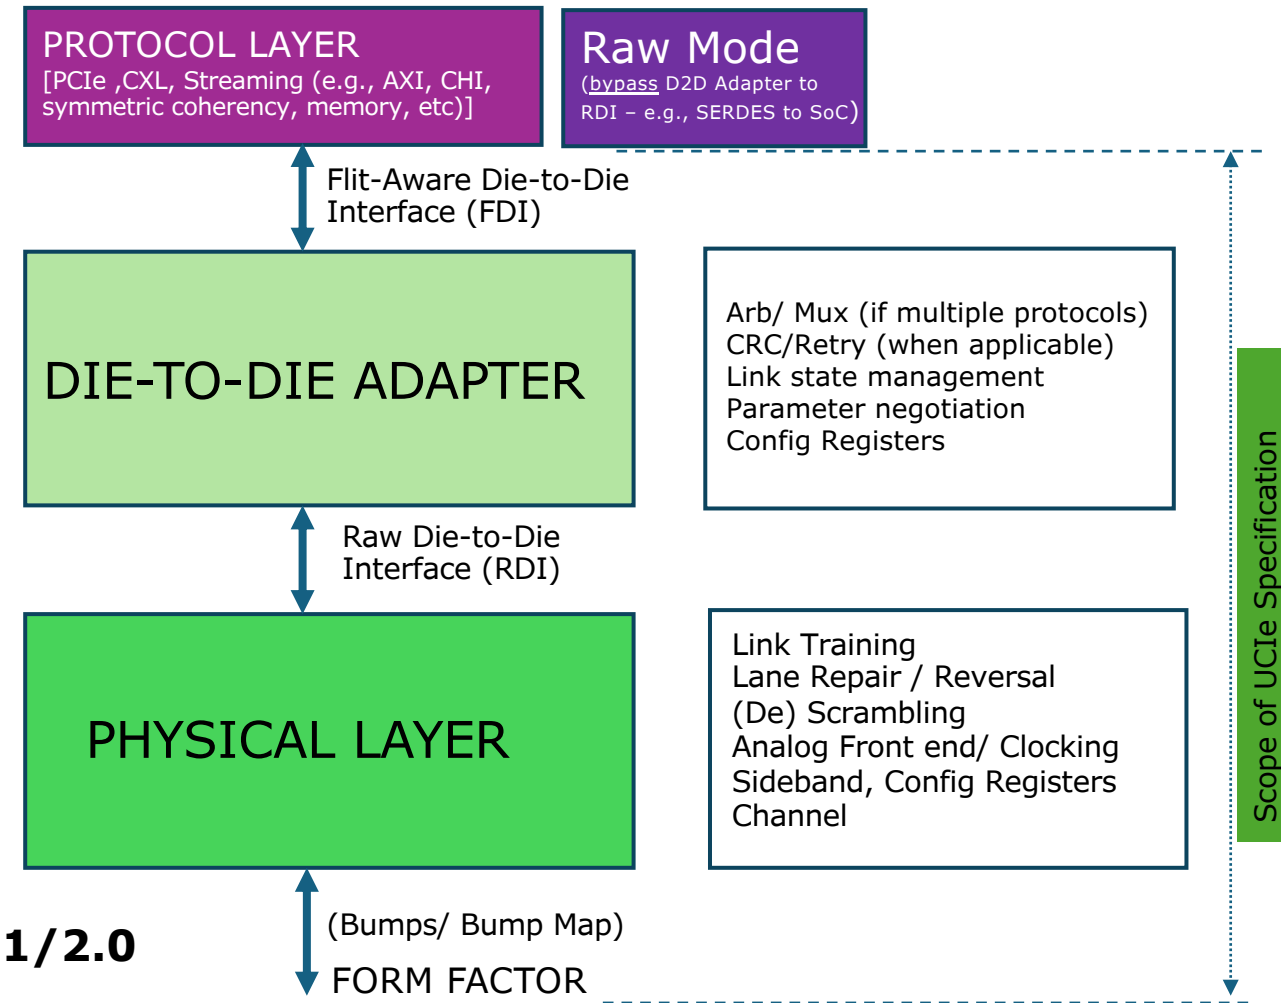 PROTOCOL LAYER
[PCIe ,CXL, Streaming (e.g., AXI, CHI,
symmetric coherency, memory, etc)]
Raw Mode
(bypass D2D Adapter to
RDI – e.g., SERDES to SoC)
Flit-Aware Die-to-Die
Interface (FDI)
DIE-TO-DIE ADAPTER
Arb/ Mux (if multiple protocols)
CRC/Retry (when applicable)
Link state management
Parameter negotiation
Config Registers
Raw Die-to-Die
Interface (RDI)
PHYSICAL LAYER
Link Training
Lane Repair / Reversal
(De) Scrambling
Analog Front end/ Clocking
Sideband, Config Registers
Channel
Scope of UCIe Specification
(Bumps/ Bump Map)
FORM FACTOR
1/2.0